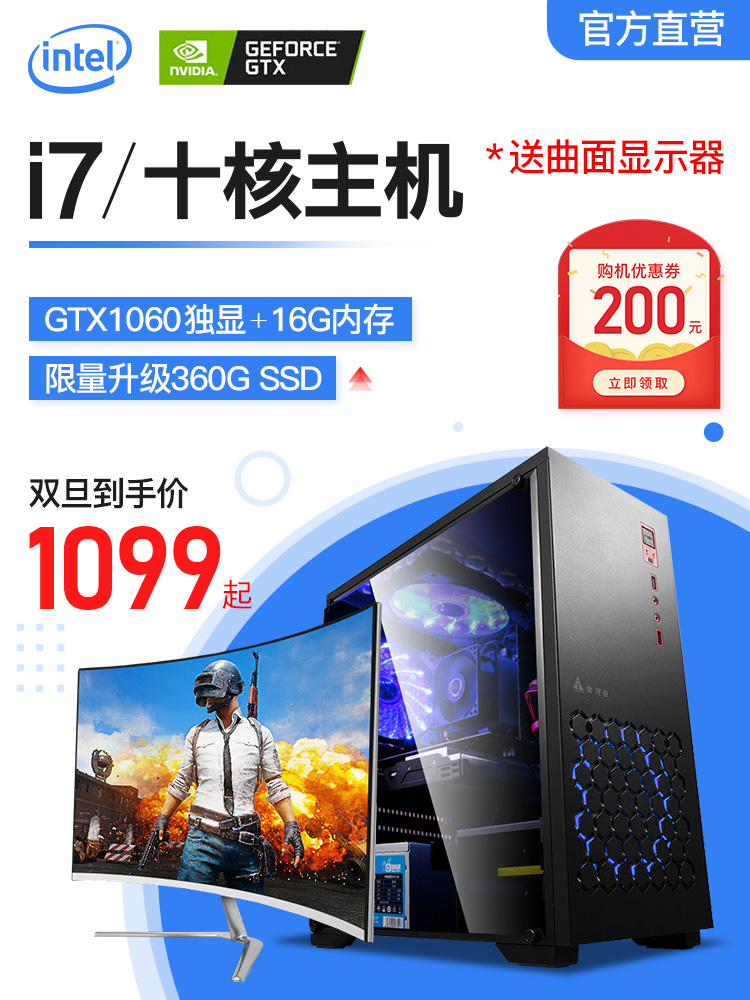 intel
NVIDIA.
GEFORCE
GTX
官方直营
i7/十核主机
*送曲面显示器
购机优惠券
200元
立即领取
GTX1060独显+16G内存
限量升级360G SSD
双旦到手价
1099起
金河田